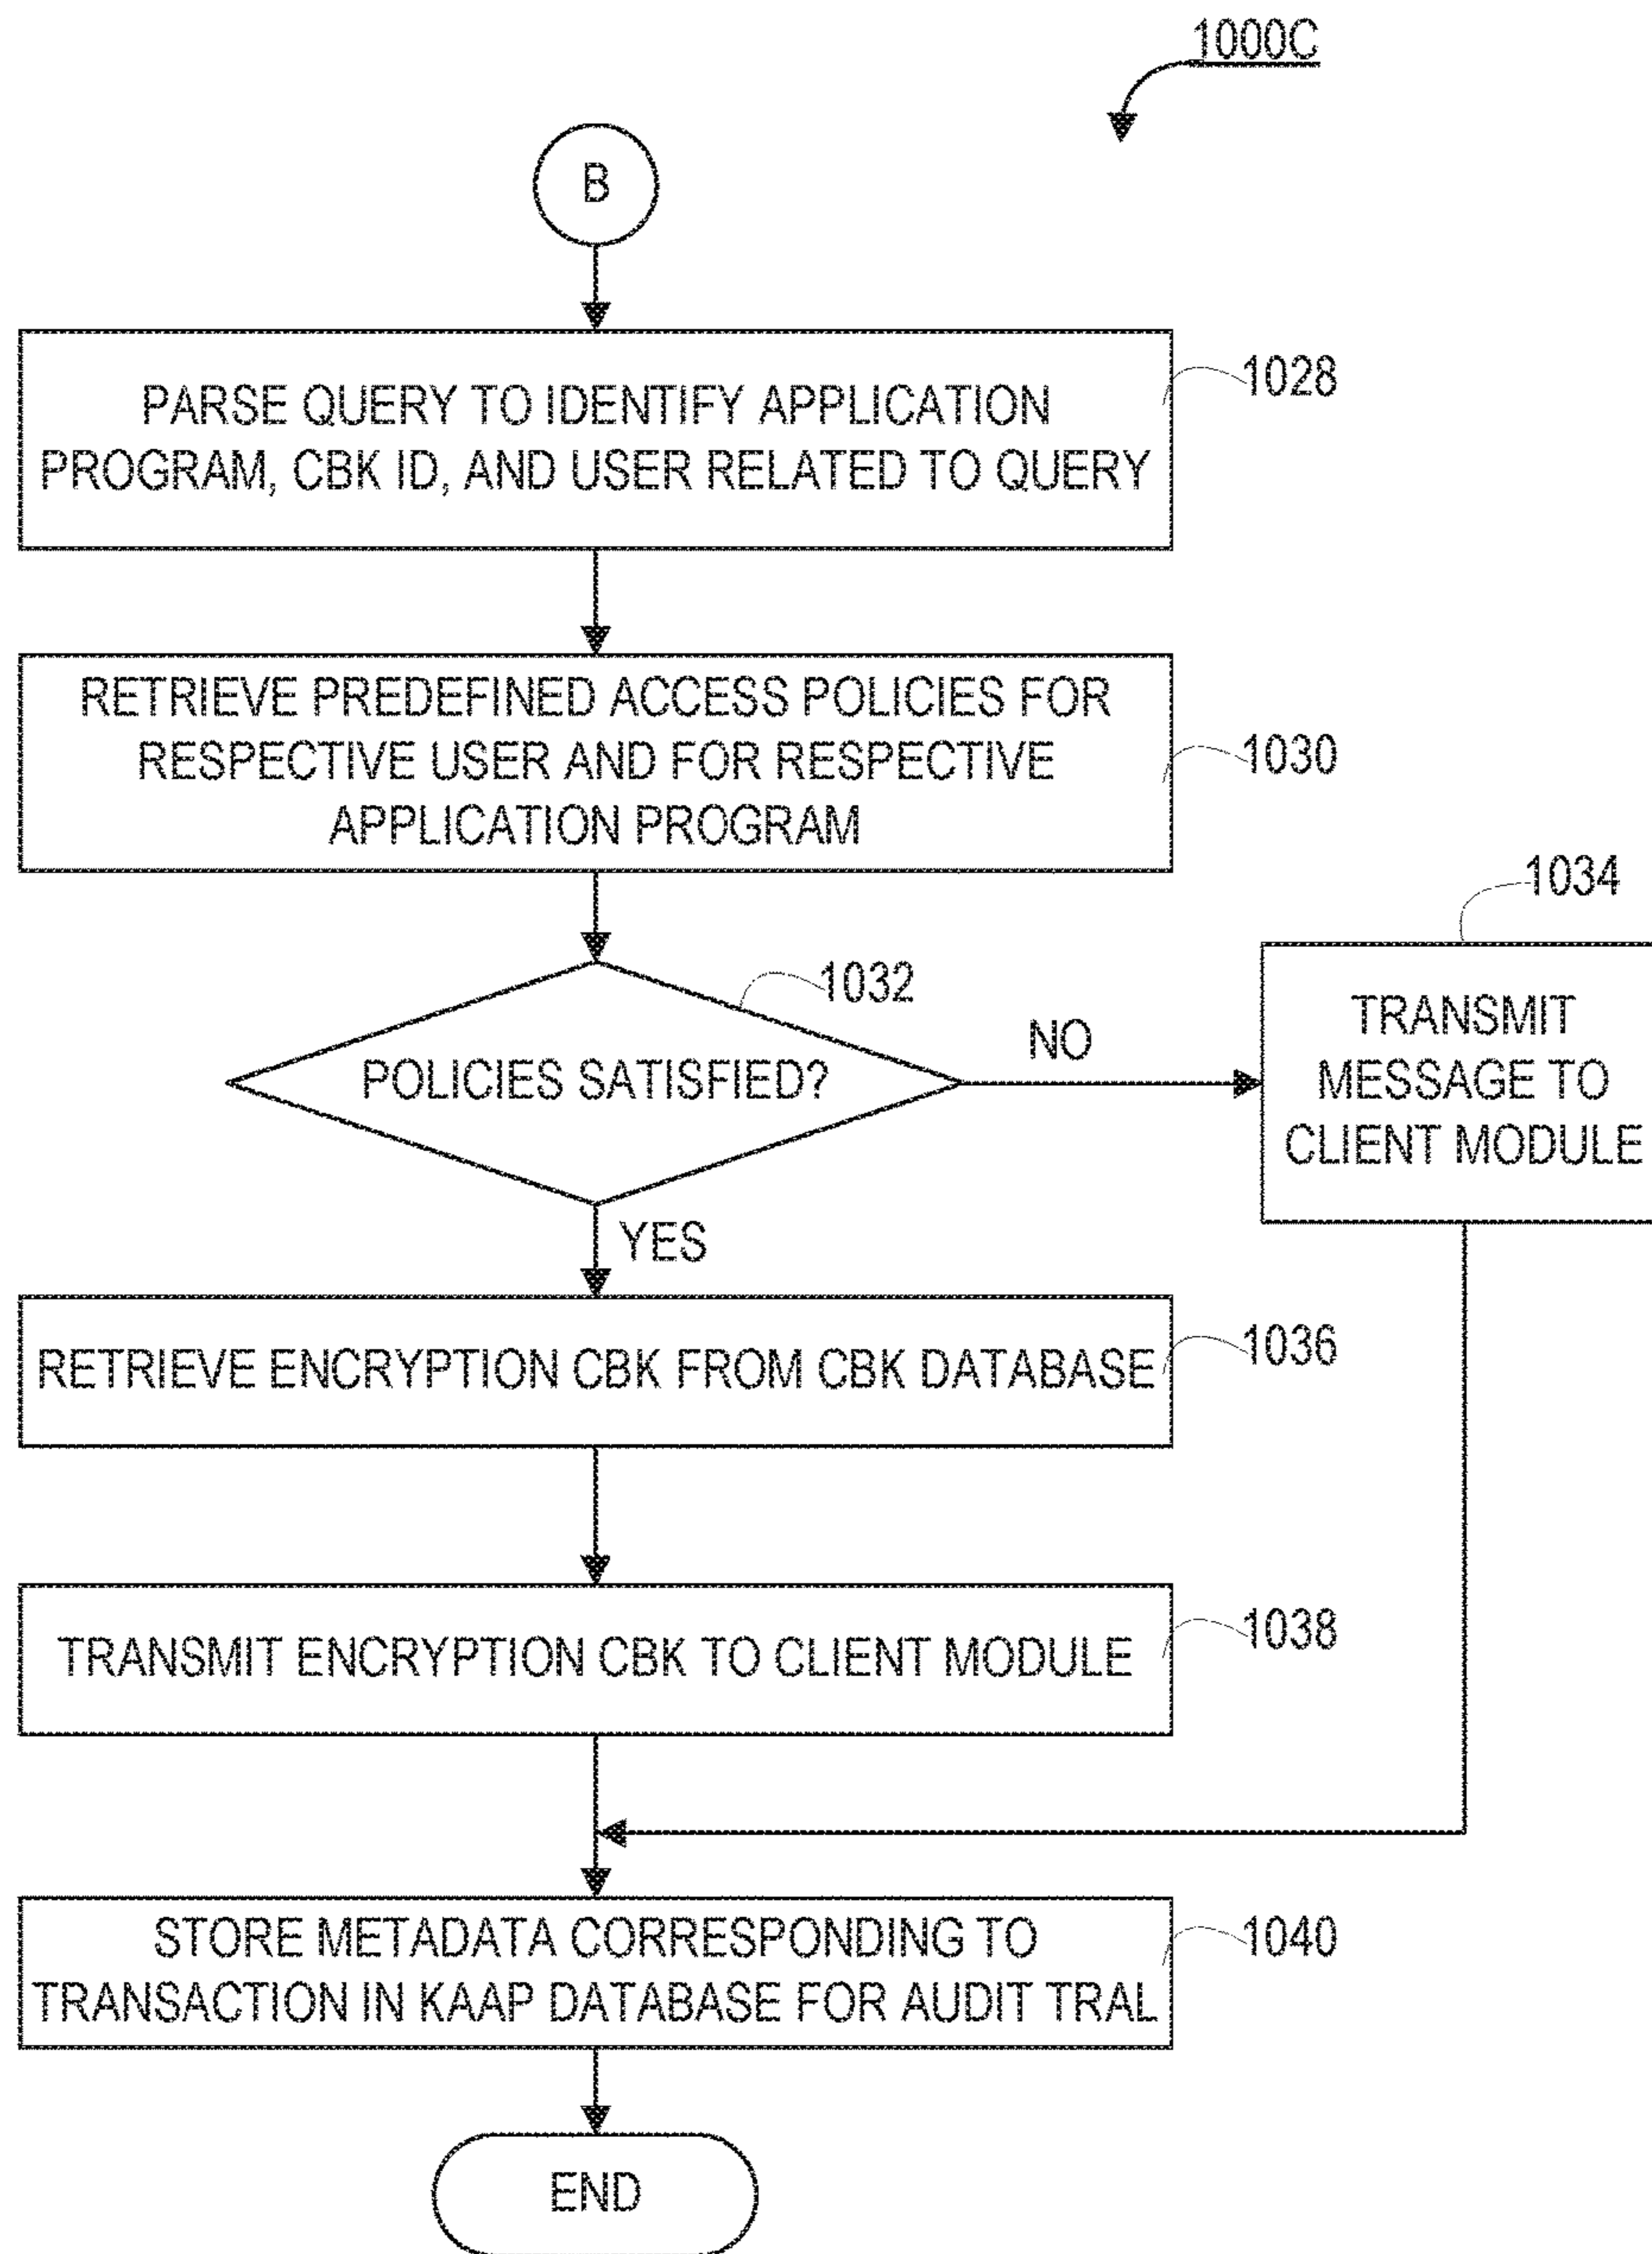 1000C
B
PARSE QUERY TO IDENTIFY APPLICATION
PROGRAM, CBK ID, AND USER RELATED TO QUERY
1028
RETRIEVE PREDEFINED ACCESS POLICIES FOR
RESPECTIVE USER AND FOR RESPECTIVE
APPLICATION PROGRAM
1030
1032
POLICIES SATISFIED?
NO
1034
TRANSMIT
MESSAGE TO
CLIENT MODULE
YES
RETRIEVE ENCRYPTION CBK FROM CBK DATABASE
1036
TRANSMIT ENCRYPTION CBK TO CLIENT MODULE
1038
STORE METADATA CORRESPONDING TO
TRANSACTION IN KAAP DATABASE FOR AUDIT TRAL
1040
END